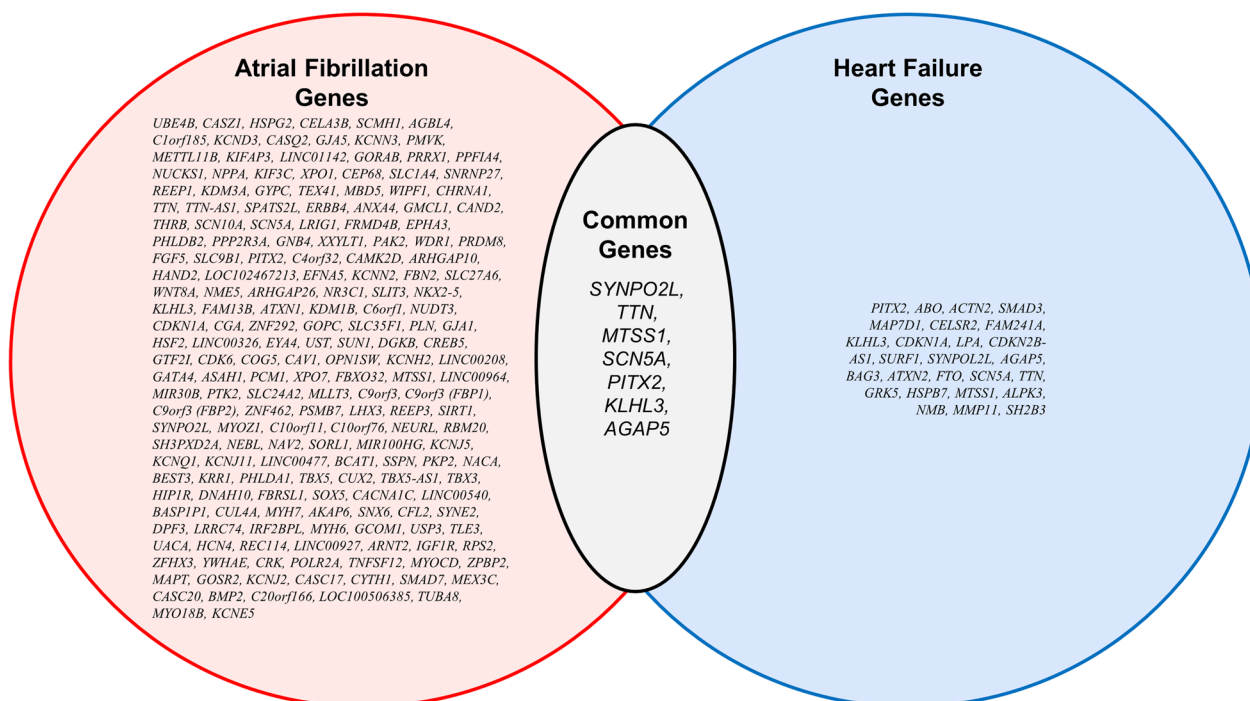 Atrial Fibrillation
Genes
UBE4B, CASZ1, HSPG2, CELA3B, SCMH1, AGBL4,
C1orf185, KCND3, CASQ2, GJA5, KCNN3, PMVK,
METTL11B, KIFAP3, LINC01142, GORAB, PRRX1, PPFIA4,
NUCKS1, NPPA, KIF3C, XPO1, CEP68, SLC1A4, SNRNP27,
REEP1, KDM3A, GYPC, TEX41, MBD5, WIPF1, CHRNA1,
TTN, TTN-AS1, SPATS2L, ERBB4, ANXA4, GMCL1, CAND2,
THRB, SCN10A, SCN5A, LRIG1, FRMD4B, EPHA3,
PHLDB2, PPP2R3A, GNB4, XXYLT1, PAK2, WDR1, PRDM8,
FGF5, SLC9B1, PITX2, C4orf32, CAMK2D, ARHGAP10,
HAND2, LOC102467213, EFNA5, KCNN2, FBN2, SLC27A6,
WNT8A, NME5, ARHGAP26, NR3C1, SLIT3, NKX2-5,
KLHL3, FAM13B, ATXN1, KDM1B, C6orf1, NUDT3,
CDKN1A, CGA, ZNF292, GOPC, SLC35F1, PLN, GJA1,
HSF2, LINC00326, EYA4, UST, SUN1, DGKB, CREB5,
GTF2I, CDK6, COG5, CAV1, OPN1SW, KCNH2, LINC00208,
GATA4, ASAH1, PCM1, XPO7, FBXO32, MTSS1, LINC00964,
MIR30B, PTK2, SLC24A2, MLLT3, C9orf3, C9orf3 (FBP1),
C9orf3 (FBP2), ZNF462, PSMB7, LHX3, REEP3, SIRT1,
SYNPO2L, MYOZ1, C10orf11, C10orf76, NEURL, RBM20,
SH3PXD2A, NEBL, NAV2, SORL1, MIR100HG, KCNJ5,
KCNQ1, KCNJ11, LINC00477, BCAT1, SSPN, PKP2, NACA,
BEST3, KRR1, PHLDA1, TBX5, CUX2, TBX5-AS1, TBX3,
HIP1R, DNAH10, FBRSL1, SOX5, CACNA1C, LINC00540,
BASP1P1, CUL4A, MYH7, AKAP6, SNX6, CFL2, SYNE2,
DPF3, LRRC74, IRF2BPL, MYH6, GCOM1, USP3, TLE3,
UACA, HCN4, REC114, LINC00927, ARNT2, IGF1R, RPS2,
ZFHX3, YWHAE, CRK, POLR2A, TNFSF12, MYOCD, ZPBP2,
MAPT, GOSR2, KCNJ2, CASC17, CYTH1, SMAD7, MEX3C,
CASC20, BMP2, C20orf166, LOC100506385, TUBA8,
MYO18B, KCNE5
Common
Genes
SYNPO2L,
TTN,
MTSS1,
SCN5A,
PITX2,
KLHL3,
AGAP5
Heart Failure
Genes
PITX2, ABO, ACTN2, SMAD3,
MAP7D1, CELSR2, FAM241A,
KLHL3, CDKN1A, LPA, CDKN2B-
AS1, SURF1, SYNPOL2L, AGAP5,
BAG3, ATXN2, FTO, SCN5A, TTN,
GRK5, HSPB7, MTSS1, ALPK3,
NMB, MMP11, SH2B3